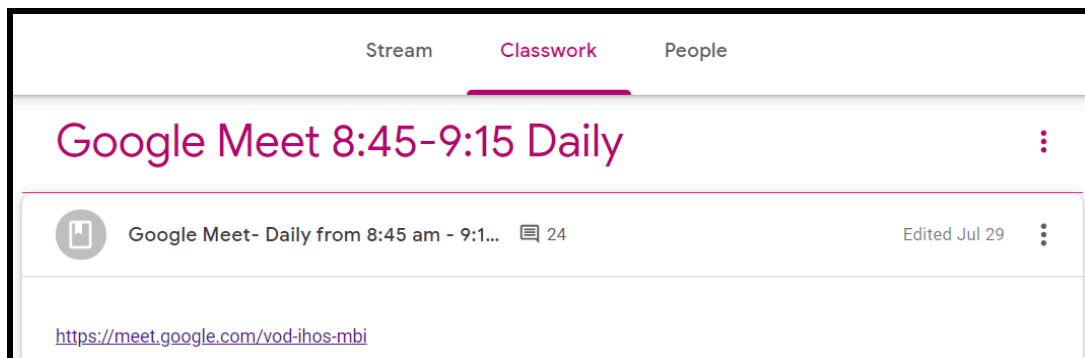 Stream Classwork People
Google Meet 8:45-9:15 Daily
Google Meet- Daily from 8:45 am - 9:1... 24 Edited Jul 29
https://meet.google.com/vod-ihos-mbi